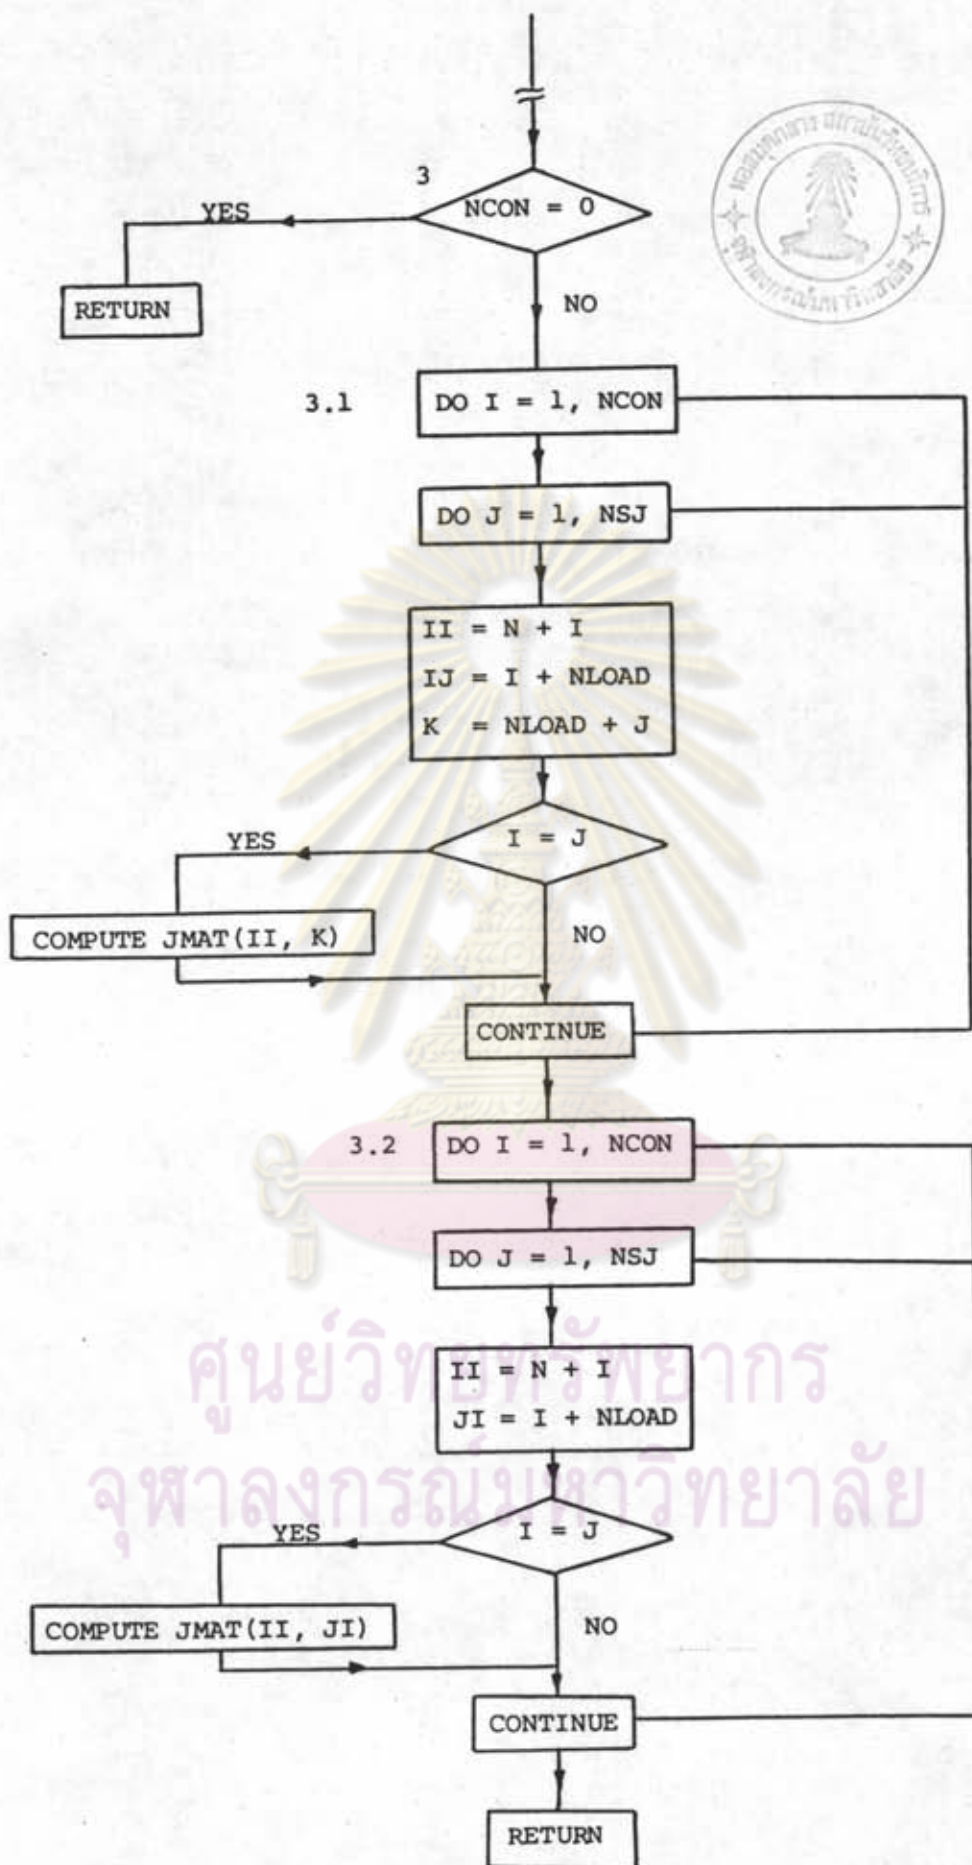 3
NCON = 0
YES
RETURN
NO
3.1
DO I = 1, NCON
DO J = 1, NSJ
II = N + I
IJ = I + NLOAD
K = NLOAD + J
I = J
YES
COMPUTE JMAT(II, K)
NO
CONTINUE
3.2
DO I = 1, NCON
DO J = 1, NSJ
II = N + I
JI = I + NLOAD
ศูนย์วิทยทรัพยากร
จุฬาลงกรณ์มหาวิทยาลัย
I = J
YES
COMPUTE JMAT(II, JI)
NO
CONTINUE
RETURN